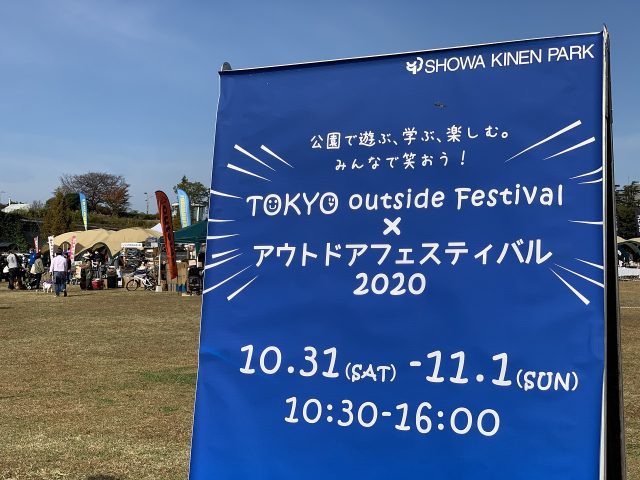 SHOWA KINEN PARK
公園で遊ぶ、学ぶ、楽しむ。
みんなで笑おう！
TOKYO outside Festival
×
アウトドアフェスティバル
2020
10.31(SAT) -11.1(SUN)
10:30-16:00